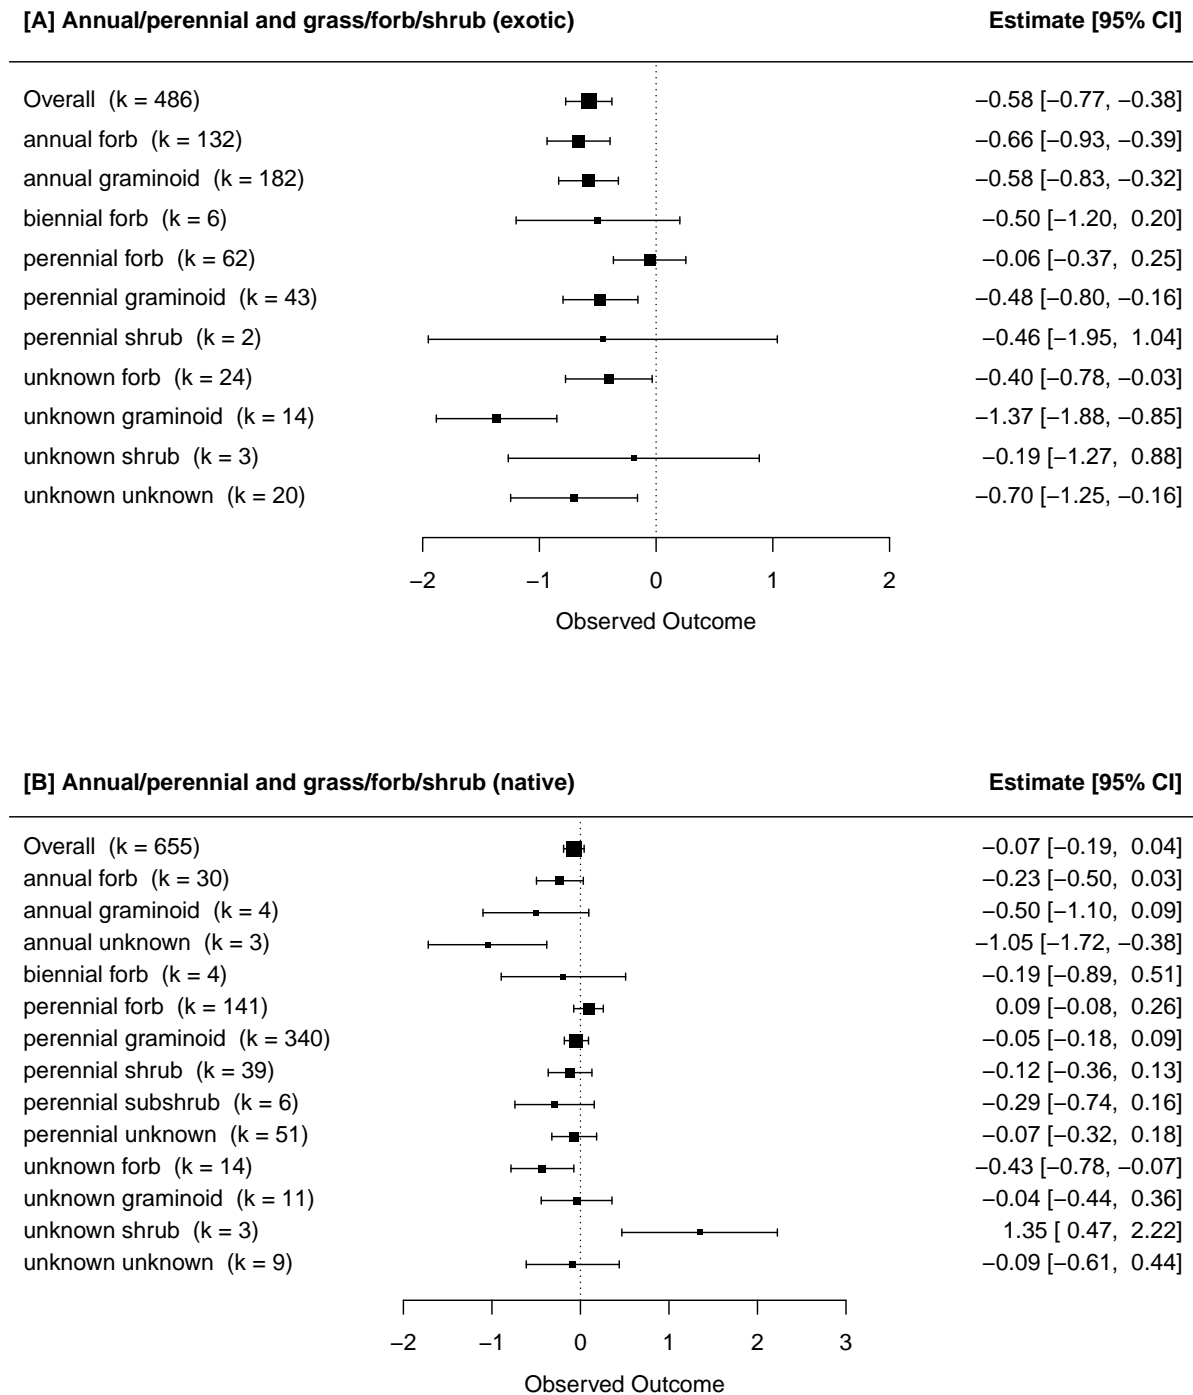 [A] Annual/perennial and grass/forb/shrub (exotic) Estimate [95% CI]
Overall (k = 486) −0.58 [−0.77, −0.38]
annual forb (k = 132) −0.66 [−0.93, −0.39]
annual graminoid (k = 182) −0.58 [−0.83, −0.32]
biennial forb (k = 6) −0.50 [−1.20, 0.20]
perennial forb (k = 62) −0.06 [−0.37, 0.25]
perennial graminoid (k = 43) −0.48 [−0.80, −0.16]
perennial shrub (k = 2) −0.46 [−1.95, 1.04]
unknown forb (k = 24) −0.40 [−0.78, −0.03]
unknown graminoid (k = 14) −1.37 [−1.88, −0.85]
unknown shrub (k = 3) −0.19 [−1.27, 0.88]
unknown unknown (k = 20) −0.70 [−1.25, −0.16]
−2 −1 0 1 2
Observed Outcome
[B] Annual/perennial and grass/forb/shrub (native) Estimate [95% CI]
Overall (k = 655) −0.07 [−0.19, 0.04]
annual forb (k = 30) −0.23 [−0.50, 0.03]
annual graminoid (k = 4) −0.50 [−1.10, 0.09]
annual unknown (k = 3) −1.05 [−1.72, −0.38]
biennial forb (k = 4) −0.19 [−0.89, 0.51]
perennial forb (k = 141) 0.09 [−0.08, 0.26]
perennial graminoid (k = 340) −0.05 [−0.18, 0.09]
perennial shrub (k = 39) −0.12 [−0.36, 0.13]
perennial subshrub (k = 6) −0.29 [−0.74, 0.16]
perennial unknown (k = 51) −0.07 [−0.32, 0.18]
unknown forb (k = 14) −0.43 [−0.78, −0.07]
unknown graminoid (k = 11) −0.04 [−0.44, 0.36]
unknown shrub (k = 3) 1.35 [ 0.47, 2.22]
unknown unknown (k = 9) −0.09 [−0.61, 0.44]
−2 −1 0 1 2 3
Observed Outcome